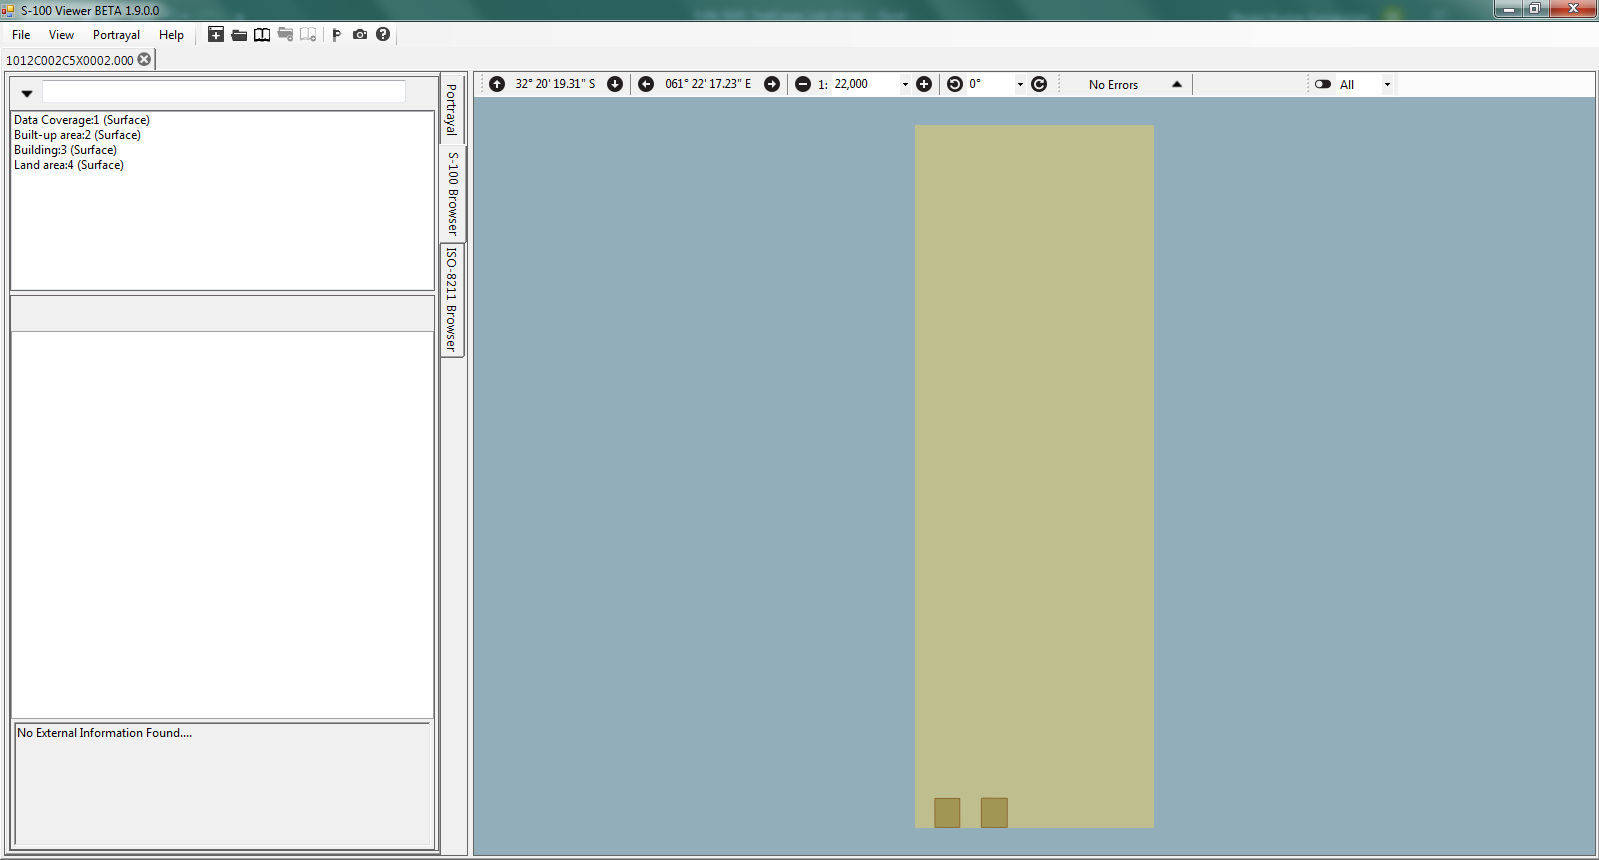 S-100 Viewer BETA 1.9.0.0
File View Portrayal Help
1012C002C5X0002.000
32° 20' 19.31" S 061° 22' 17.23" E 1: 22,000 0° No Errors All
Data Coverage:1 (Surface)
Built-up area:2 (Surface)
Building:3 (Surface)
Land area:4 (Surface)
Portrayal
S-100 Browser
ISO-8211 Browser
No External Information Found....